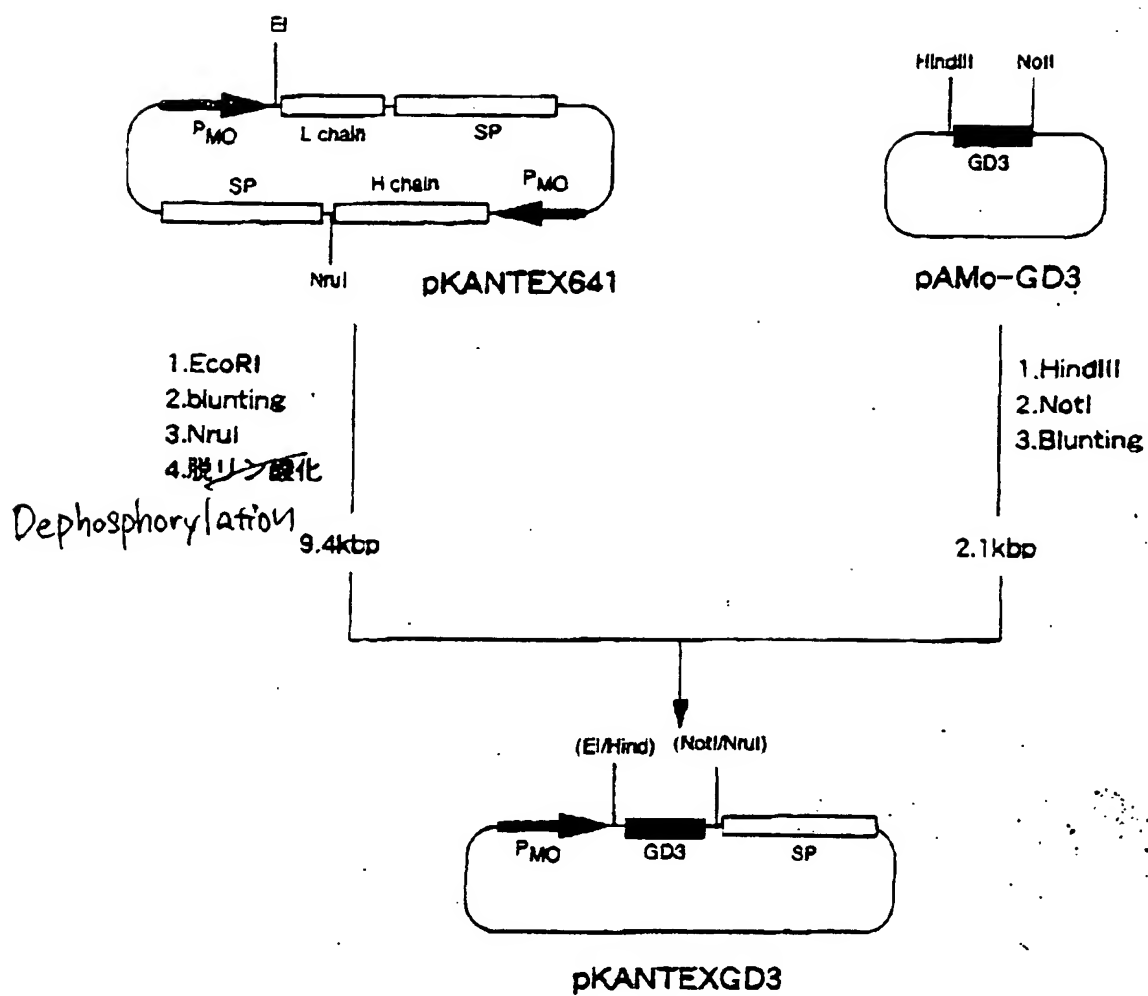 EI
HindIII NotI
PMO L chain SP
GD3
SP H chain PMO
NruI
pKANTEX641
pAMo-GD3
1.EcoRI
2.blunting
3.NruI
4.脱リン酸化
Dephosphorylation
9.4kbp
1.HindIII
2.NotI
3.Blunting
2.1kbp
(EI/Hind) (NotI/NruI)
PMO GD3 SP
pKANTEXGD3